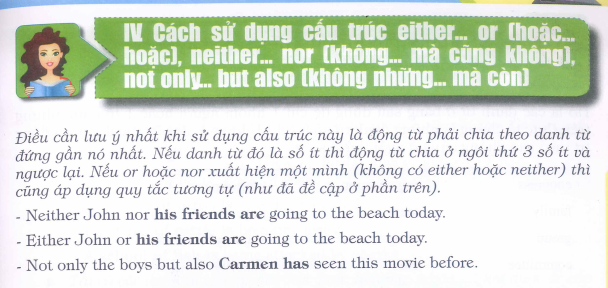 IV. Cách sử dụng cấu trúc either... or (hoặc...
hoặc), neither... nor (không... mà cũng không),
not only... but also (không những... mà còn)
Điều cần lưu ý nhất khi sử dụng cấu trúc này là động từ phải chia theo danh từ
đứng gần nó nhất. Nếu danh từ đó là số ít thì động từ chia ở ngôi thứ 3 số ít và
ngược lại. Nếu or hoặc nor xuất hiện một mình (không có either hoặc neither) thì
cũng áp dụng quy tắc tương tự (như đã đề cập ở phần trên).
- Neither John nor his friends are going to the beach today.
- Either John or his friends are going to the beach today.
- Not only the boys but also Carmen has seen this movie before.